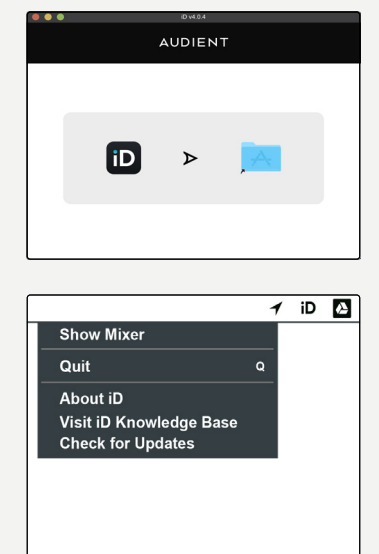 iD v4.0.4
AUDIENT
iD
iD
Show Mixer
Quit Q
About iD
Visit iD Knowledge Base
Check for Updates